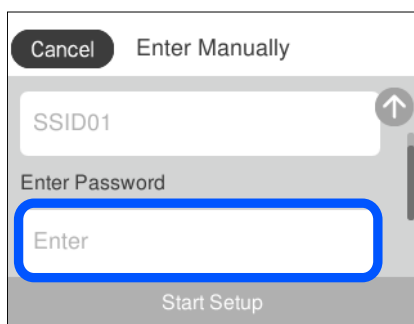 Cancel Enter Manually
SSID01
Enter Password
Enter
Start Setup